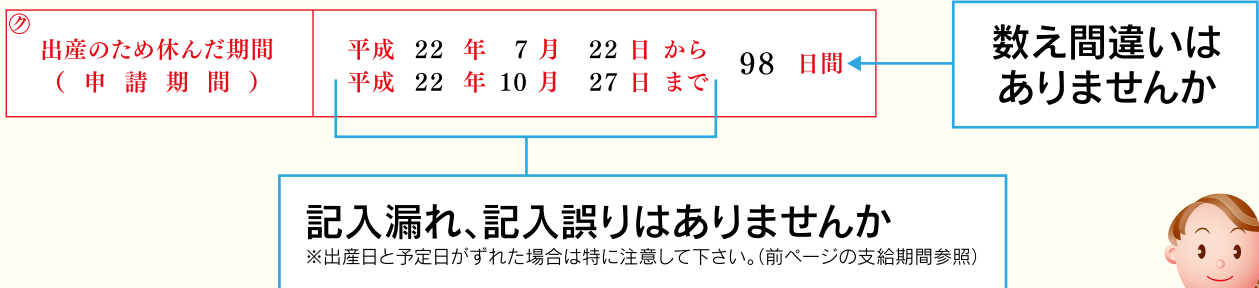 ㋗
出産のため休んだ期間
(申請期間)
平成 22 年 7 月 22 日 から
平成 22 年 10 月 27 日 まで
98 日間
数え間違いは
ありませんか
記入漏れ、記入誤りはありませんか
※出産日と予定日がずれた場合は特に注意して下さい。(前ページの支給期間参照)